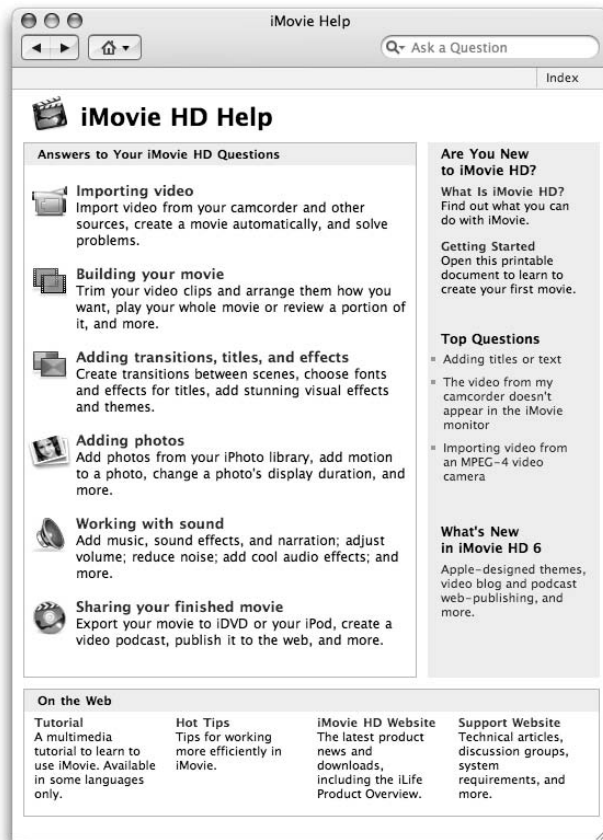 iMovie Help
Ask a Question
Index
iMovie HD Help
Answers to Your iMovie HD Questions
Importing video
Import video from your camcorder and other
sources, create a movie automatically, and solve
problems.
Building your movie
Trim your video clips and arrange them how you
want, play your whole movie or review a portion of
it, and more.
Adding transitions, titles, and effects
Create transitions between scenes, choose fonts
and effects for titles, add stunning visual effects
and themes.
Adding photos
Add photos from your iPhoto library, add motion
to a photo, change a photo's display duration, and
more.
Working with sound
Add music, sound effects, and narration; adjust
volume; reduce noise; add cool audio effects; and
more.
Sharing your finished movie
Export your movie to iDVD or your iPod, create a
video podcast, publish it to the web, and more.
Are You New
to iMovie HD?
What Is iMovie HD?
Find out what you can
do with iMovie.
Getting Started
Open this printable
document to learn to
create your first movie.
Top Questions
Adding titles or text
The video from my
camcorder doesn't
appear in the iMovie
monitor
Importing video from
an MPEG-4 video
camera
What's New
in iMovie HD 6
Apple-designed themes,
video blog and podcast
web-publishing, and
more.
On the Web
Tutorial
A multimedia
tutorial to learn to
use iMovie. Available
in some languages
only.
Hot Tips
Tips for working
more efficiently in
iMovie.
iMovie HD Website
The latest product
news and
downloads,
including the iLife
Product Overview.
Support Website
Technical articles,
discussion groups,
system
requirements, and
more.